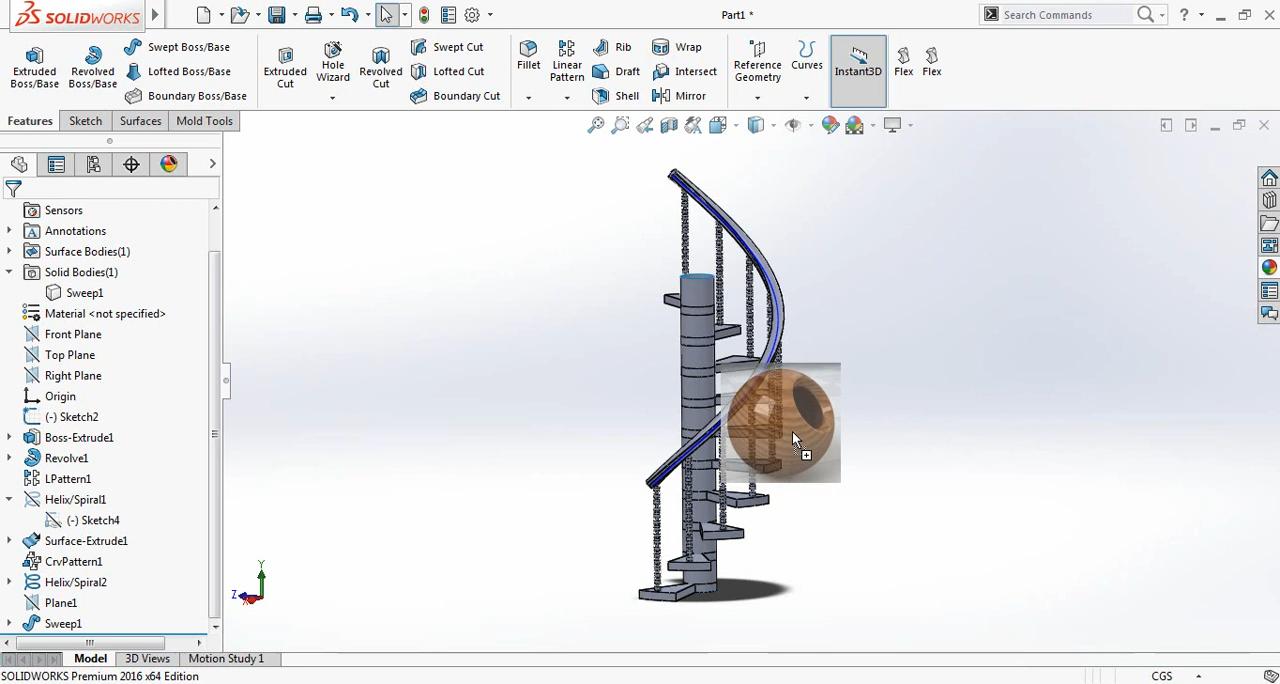 SOLIDWORKS
Part1 *
Search Commands
?
Extruded Boss/Base
Revolved Boss/Base
Swept Boss/Base
Lofted Boss/Base
Boundary Boss/Base
Extruded Cut
Hole Wizard
Revolved Cut
Swept Cut
Lofted Cut
Boundary Cut
Fillet
Linear Pattern
Rib
Draft
Shell
Wrap
Intersect
Mirror
Reference Geometry
Curves
Instant3D
Flex
Flex
Features
Sketch
Surfaces
Mold Tools
Sensors
Annotations
Surface Bodies(1)
Solid Bodies(1)
Sweep1
Material <not specified>
Front Plane
Top Plane
Right Plane
Origin
(-) Sketch2
Boss-Extrude1
Revolve1
LPattern1
Helix/Spiral1
(-) Sketch4
Surface-Extrude1
CrvPattern1
Helix/Spiral2
Plane1
Sweep1
Y
Z
X
Model
3D Views
Motion Study 1
SOLIDWORKS Premium 2016 x64 Edition
CGS